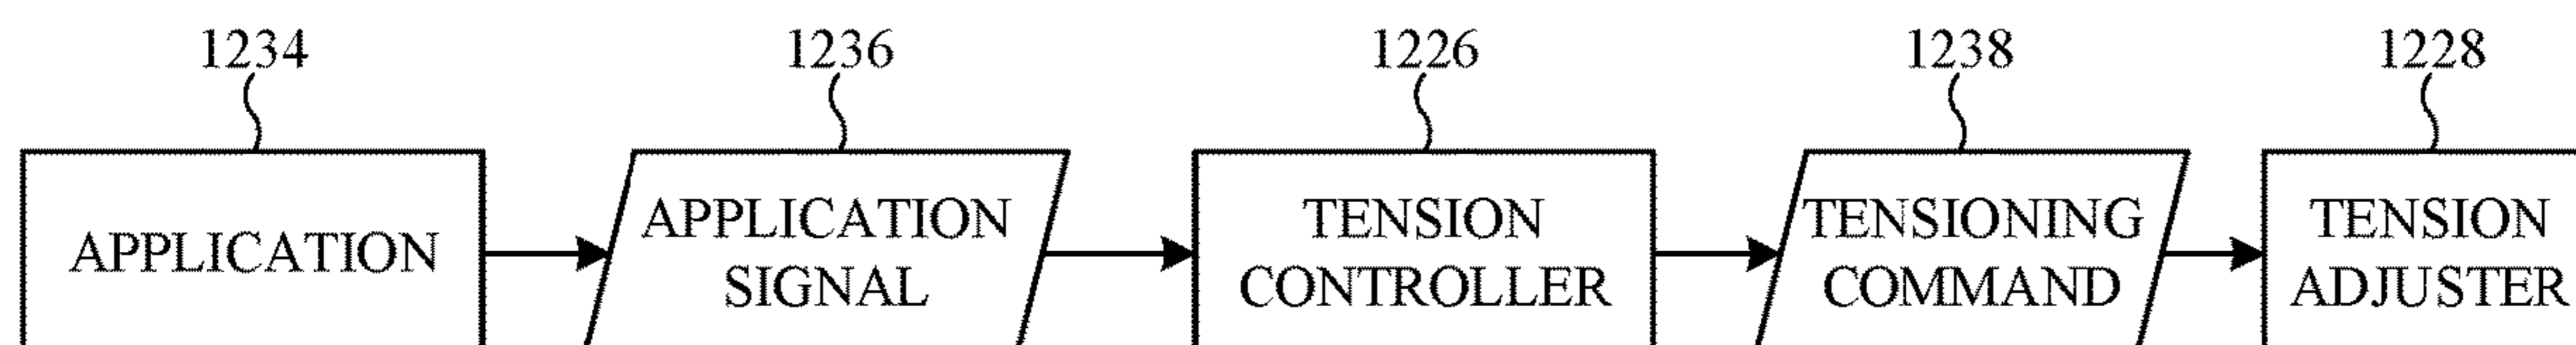 1234
1236
1226
1238
1228
APPLICATION
APPLICATION
SIGNAL
TENSION
CONTROLLER
TENSIONING
COMMAND
TENSION
ADJUSTER